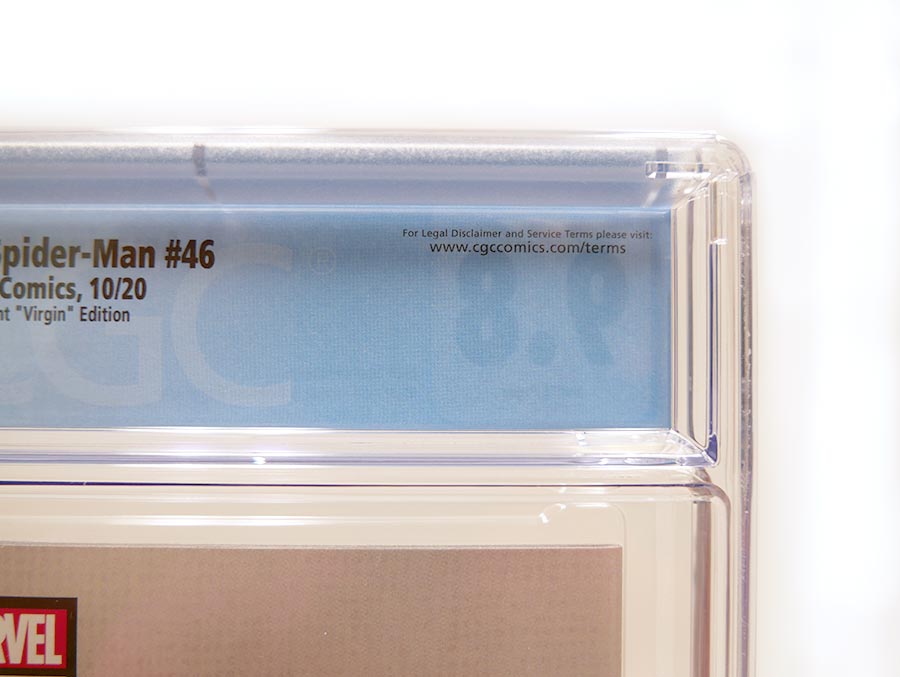 Spider-Man #46
Comics, 10/20
"Virgin" Edition
For Legal Disclaimer and Service Terms please visit:
www.cgccomics.com/terms
CGC®